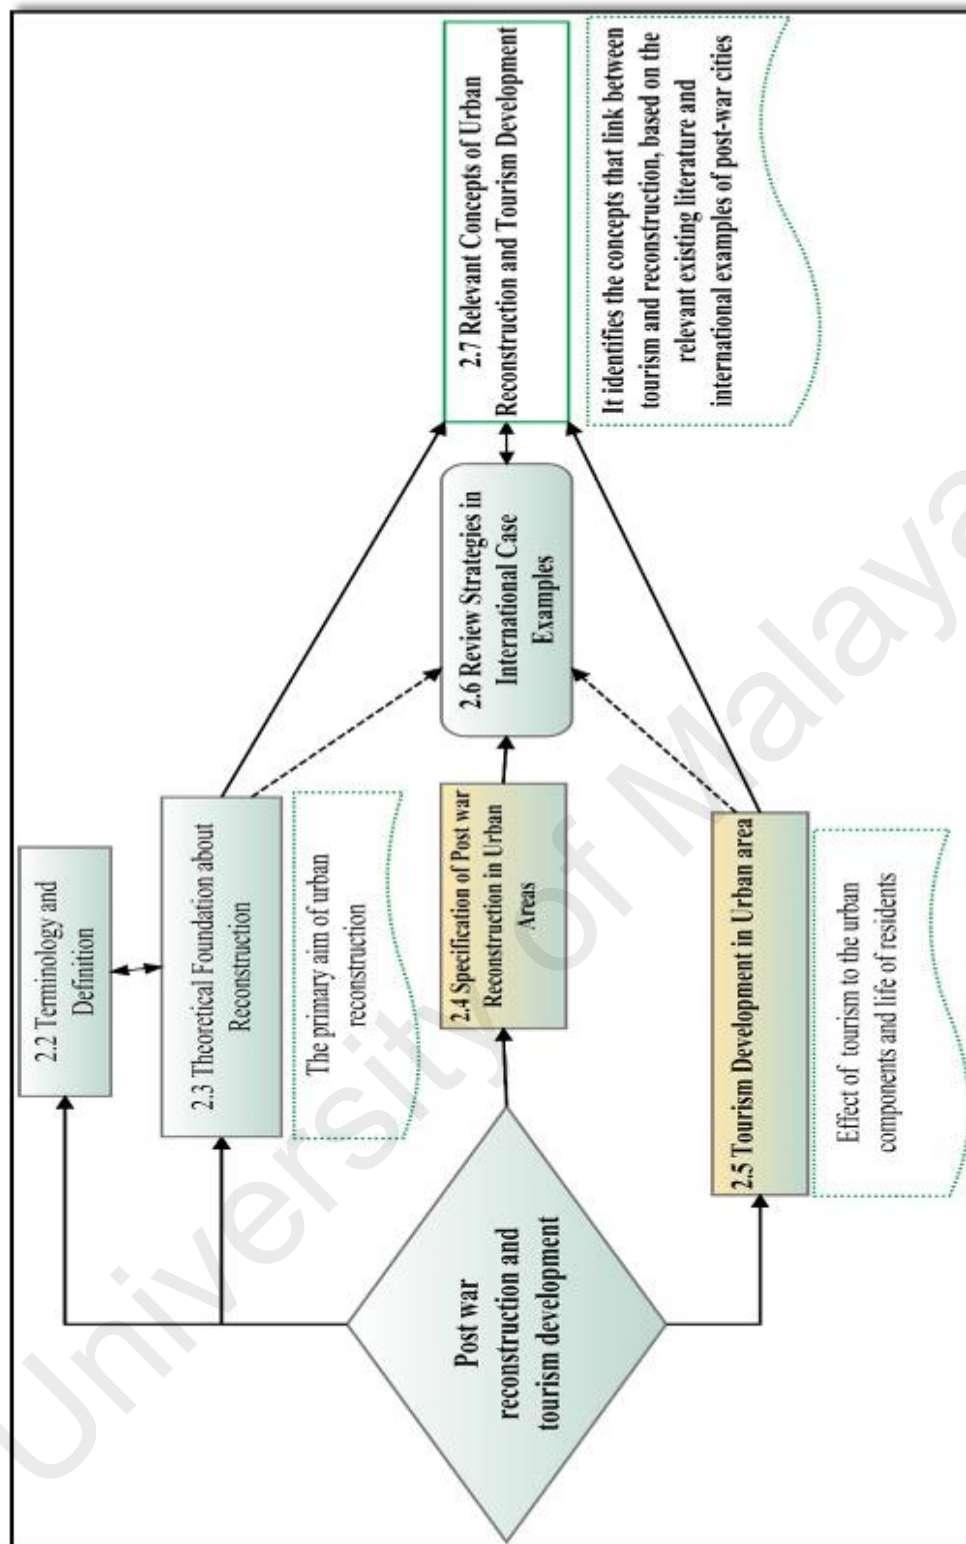 Post war
reconstruction and
tourism development
2.2 Terminology and
Definition
2.3 Theoretical Foundation about
Reconstruction
The primary aim of urban
reconstruction
2.4 Specification of Post war
Reconstruction in Urban
Areas
2.5 Tourism Development in Urban area
Effect of tourism to the urban
components and life of residents
2.6 Review Strategies in
International Case
Examples
2.7 Relevant Concepts of Urban
Reconstruction and Tourism Development
It identifies the concepts that link between
tourism and reconstruction, based on the
relevant existing literature and
international examples of post-war cities
University of Malaya